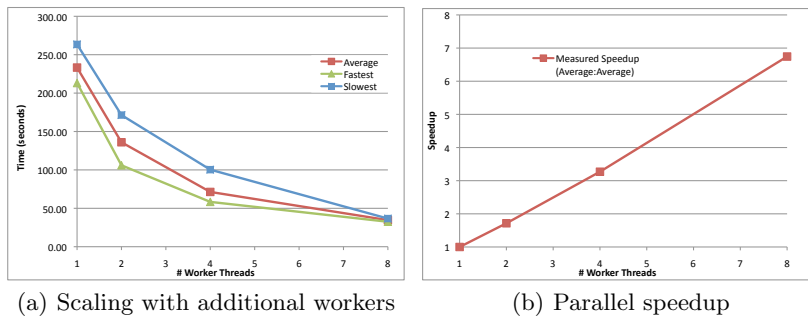 300.00
250.00
200.00
150.00
100.00
50.00
0.00
Time (seconds)
Average
Fastest
Slowest
1 2 3 4 5 6 7 8
# Worker Threads
(a) Scaling with additional workers
8
7
6
5
4
3
2
1
Speedup
Measured Speedup
(Average:Average)
1 2 3 4 5 6 7 8
# Worker Threads
(b) Parallel speedup